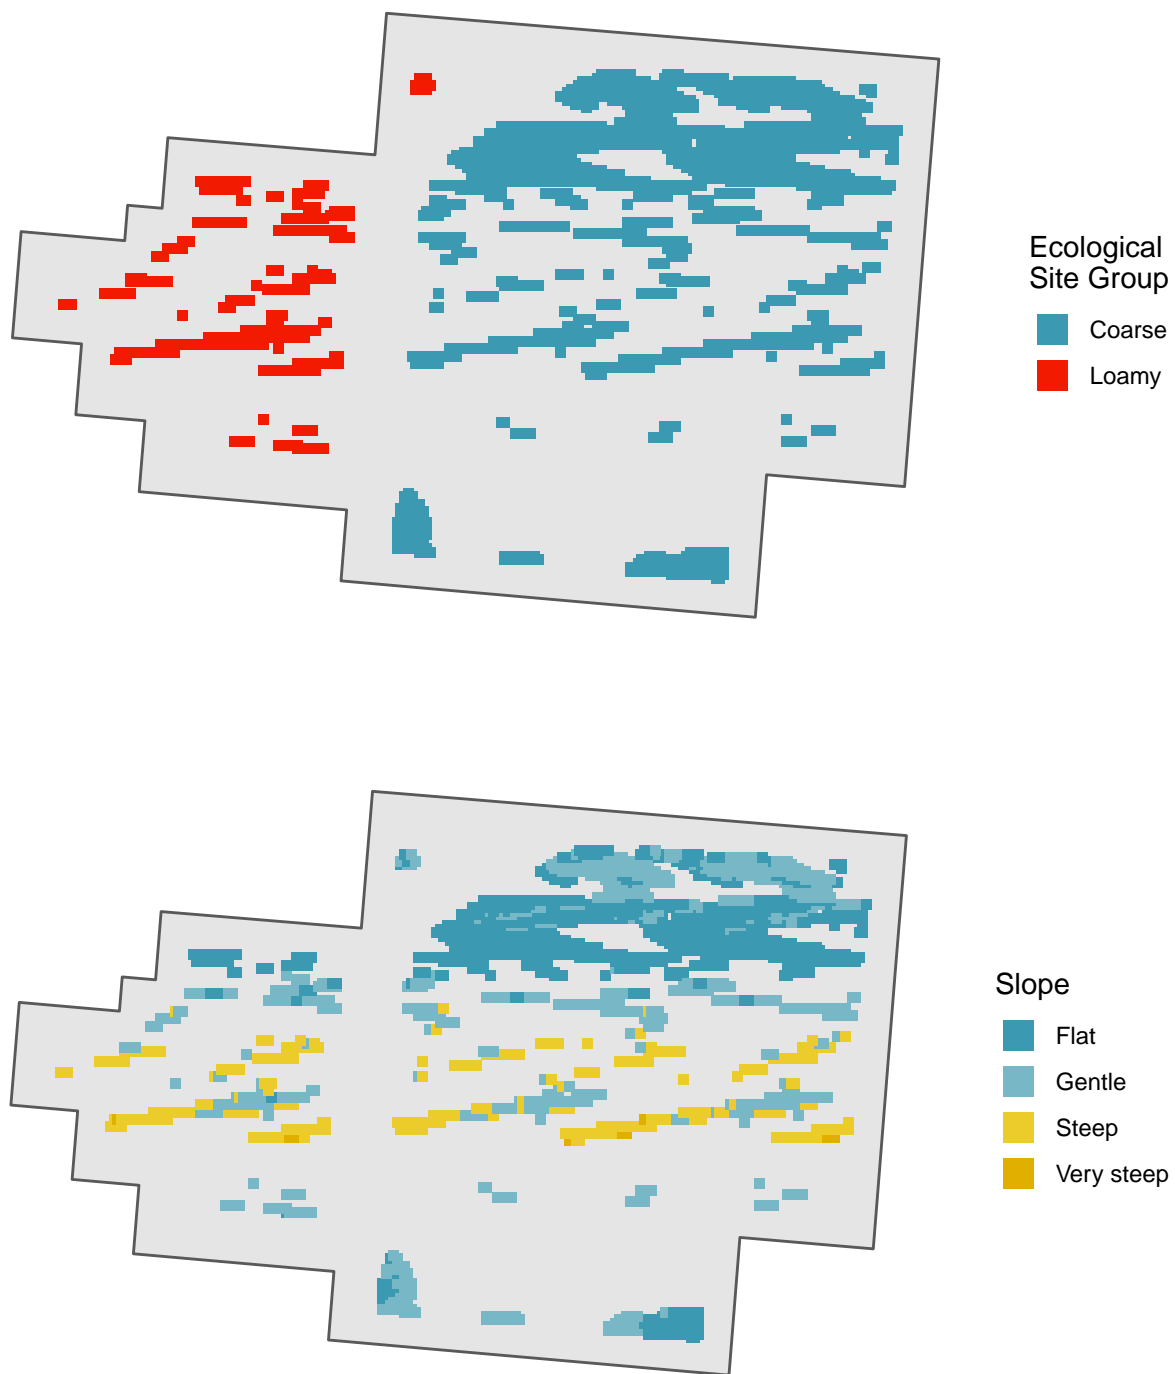 Ecological
Site Group
Coarse
Loamy
Slope
Flat
Gentle
Steep
Very steep